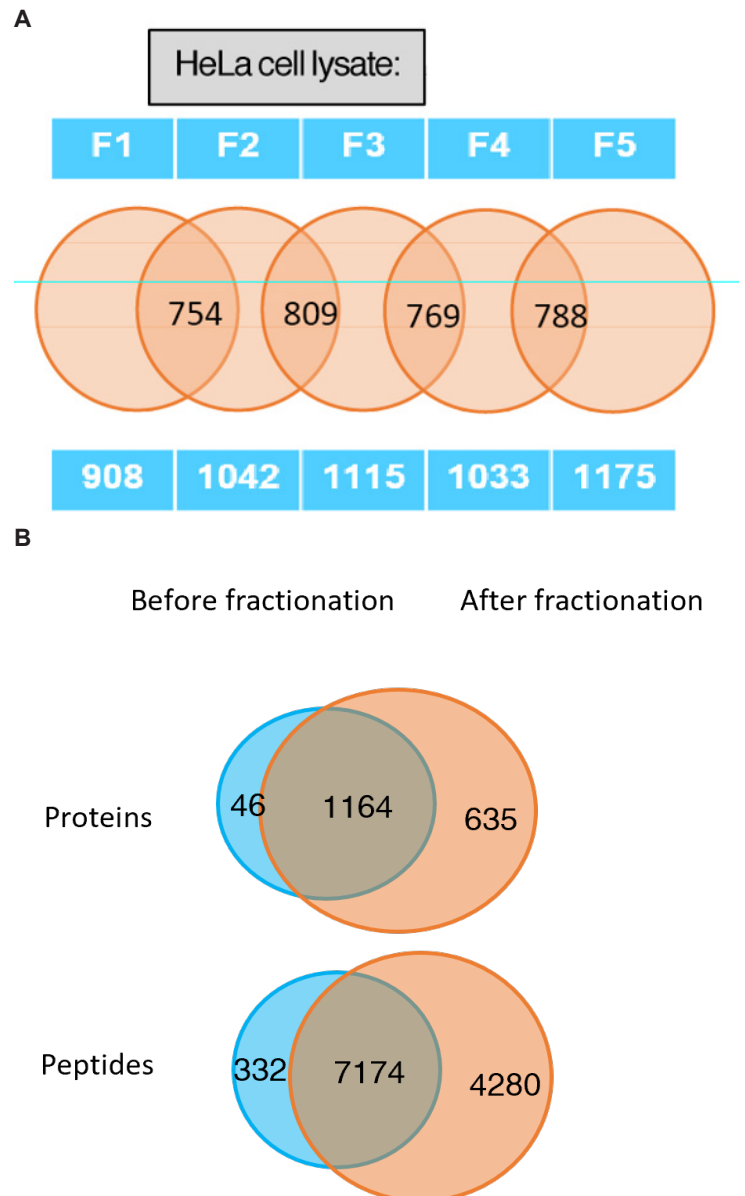 A
HeLa cell lysate:
F1 F2 F3 F4 F5
754 809 769 788
908 1042 1115 1033 1175
B
Before fractionation After fractionation
Proteins 46 1164 635
Peptides 332 7174 4280